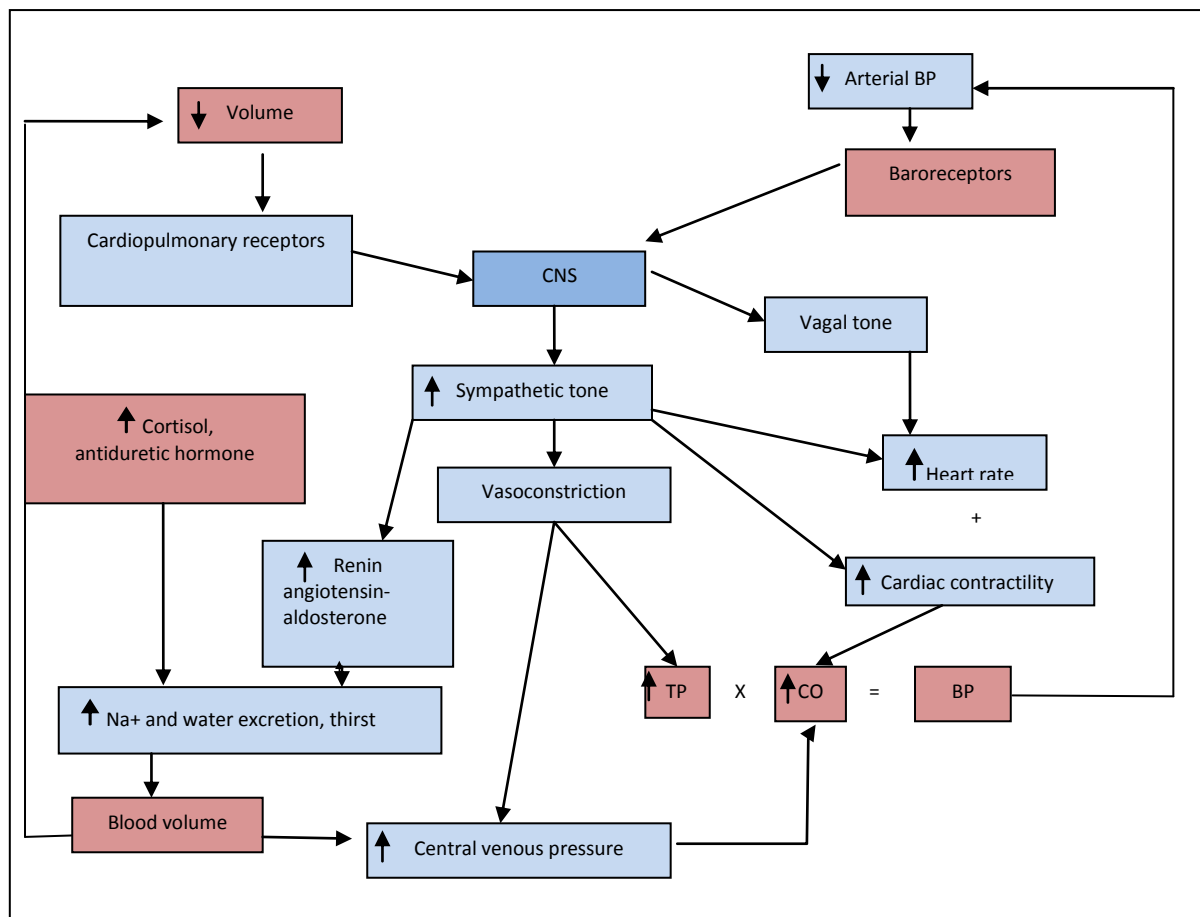 Arterial BP
Volume
Baroreceptors
Cardiopulmonary receptors
CNS
Vagal tone
Sympathetic tone
Cortisol,
antiduretic hormone
Heart rate
Vasoconstriction
+
Renin
angiotensin-
aldosterone
Cardiac contractility
TP X CO = BP
Na+ and water excretion, thirst
Blood volume
Central venous pressure